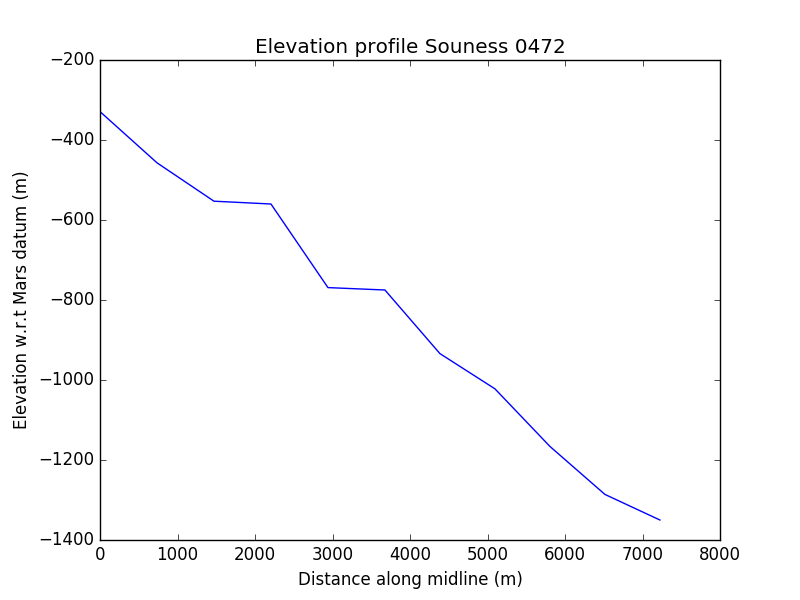 Elevation profile Souness 0472
−200
−400
−600
−800
−1000
−1200
−1400
Elevation w.r.t Mars datum (m)
0 1000 2000 3000 4000 5000 6000 7000 8000
Distance along midline (m)